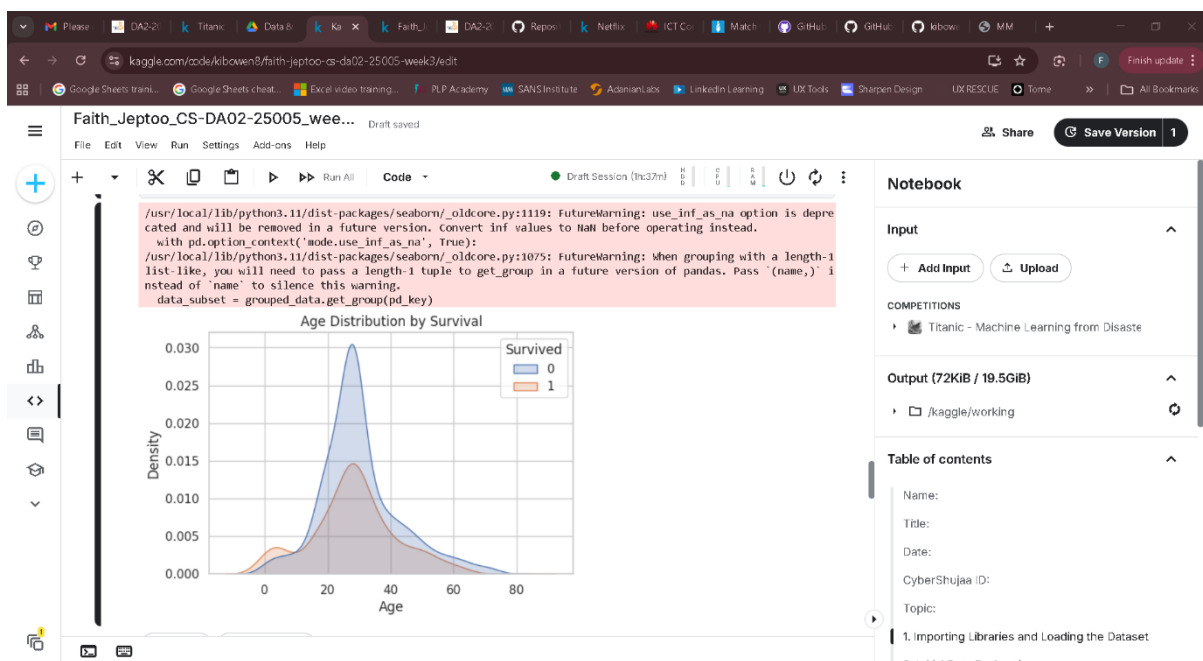 Please
DA2-20
Titanic
Data B
Ka
Faith_J
DA2-20
Reposi
Netflix
ICT Co
Match
GitHub
GitHub
kibowe
MM
kaggle.com/code/kibowen8/faith-jeptoo-cs-da02-25005-week3/edit
F
Finish update
Google Sheets traini...
Google Sheets cheat...
Excel video training...
PLP Academy
SANS Institute
AdanianLabs
LinkedIn Learning
UX Tools
Sharpen Design
UX RESCUE
Tome
All Bookmarks
Faith_Jeptoo_CS-DA02-25005_wee...
Draft saved
File Edit View Run Settings Add-ons Help
Share
Save Version 1
Run All
Code
Draft Session (1h:37m)
HDD
CPU
RAM
/usr/local/lib/python3.11/dist-packages/seaborn/_oldcore.py:1119: FutureWarning: use_inf_as_na option is depre
cated and will be removed in a future version. Convert inf values to NaN before operating instead.
with pd.option_context('mode.use_inf_as_na', True):
/usr/local/lib/python3.11/dist-packages/seaborn/_oldcore.py:1075: FutureWarning: When grouping with a length-1
list-like, you will need to pass a length-1 tuple to get_group in a future version of pandas. Pass `(name,)` i
nstead of `name` to silence this warning.
data_subset = grouped_data.get_group(pd_key)
Age Distribution by Survival
Survived
0
1
0.030
0.025
0.020
0.015
0.010
0.005
0.000
Density
0 20 40 60 80
Age
Notebook
Input
+ Add Input
Upload
COMPETITIONS
Titanic - Machine Learning from Disaste
Output (72KiB / 19.5GiB)
/kaggle/working
Table of contents
Name:
Title:
Date:
CyberShujaa ID:
Topic:
1. Importing Libraries and Loading the Dataset
1